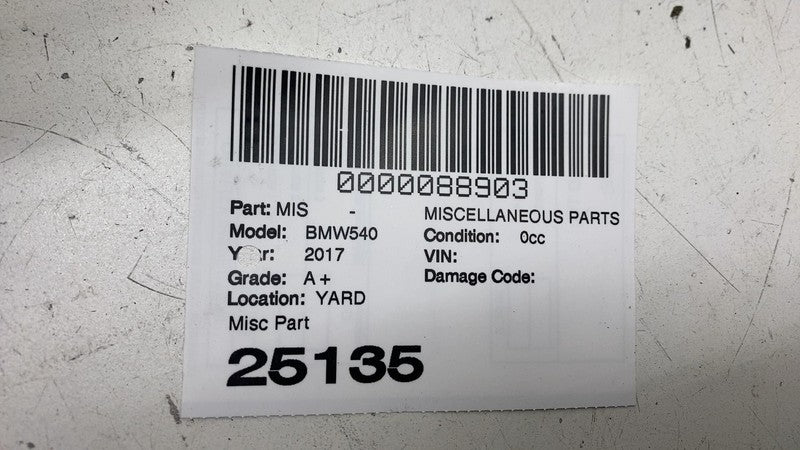 0000088903
Part: MIS - MISCELLANEOUS PARTS
Model: BMW540 Condition: 0cc
Year: 2017 VIN:
Grade: A+ Damage Code:
Location: YARD
Misc Part
25135